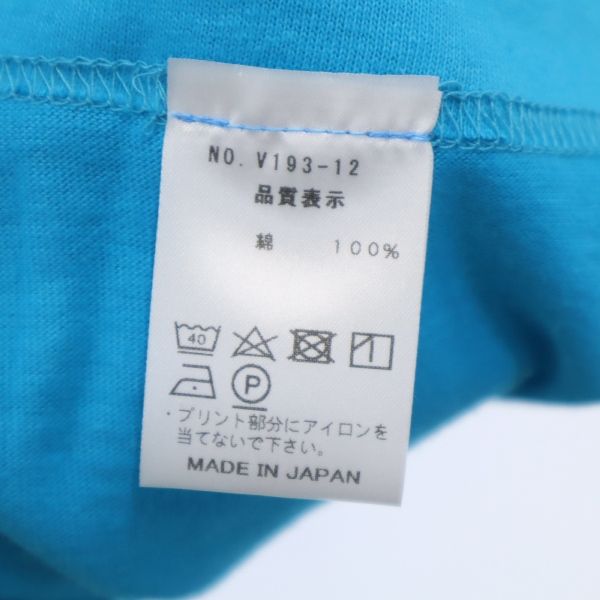 NO. V193-12
品質表示
綿 100%
40
P
・プリント部分にアイロンを
当てないで下さい。
MADE IN JAPAN